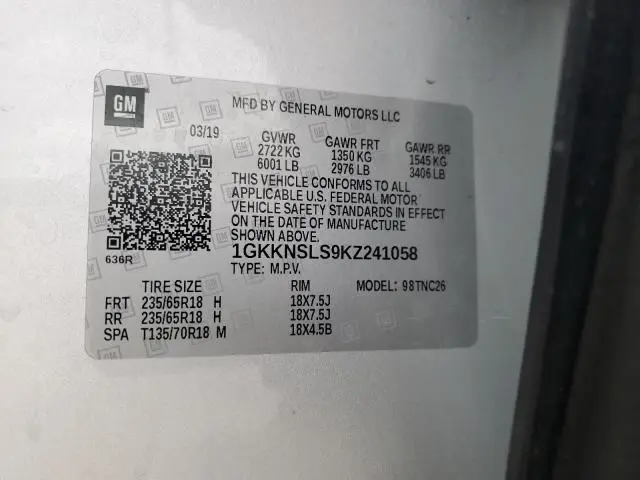 GM
MFD BY GENERAL MOTORS LLC
03/19
GVWR GAWR FRT GAWR RR
2722 KG 1350 KG 1545 KG
6001 LB 2976 LB 3406 LB
THIS VEHICLE CONFORMS TO ALL
APPLICABLE U.S. FEDERAL MOTOR
VEHICLE SAFETY STANDARDS IN EFFECT
ON THE DATE OF MANUFACTURE
SHOWN ABOVE.
636R
1GKKNSLS9KZ241058
TYPE: M.P.V. MODEL: 98TNC26
TIRE SIZE RIM
FRT 235/65R18 H 18X7.5J
RR 235/65R18 H 18X7.5J
SPA T135/70R18 M 18X4.5B